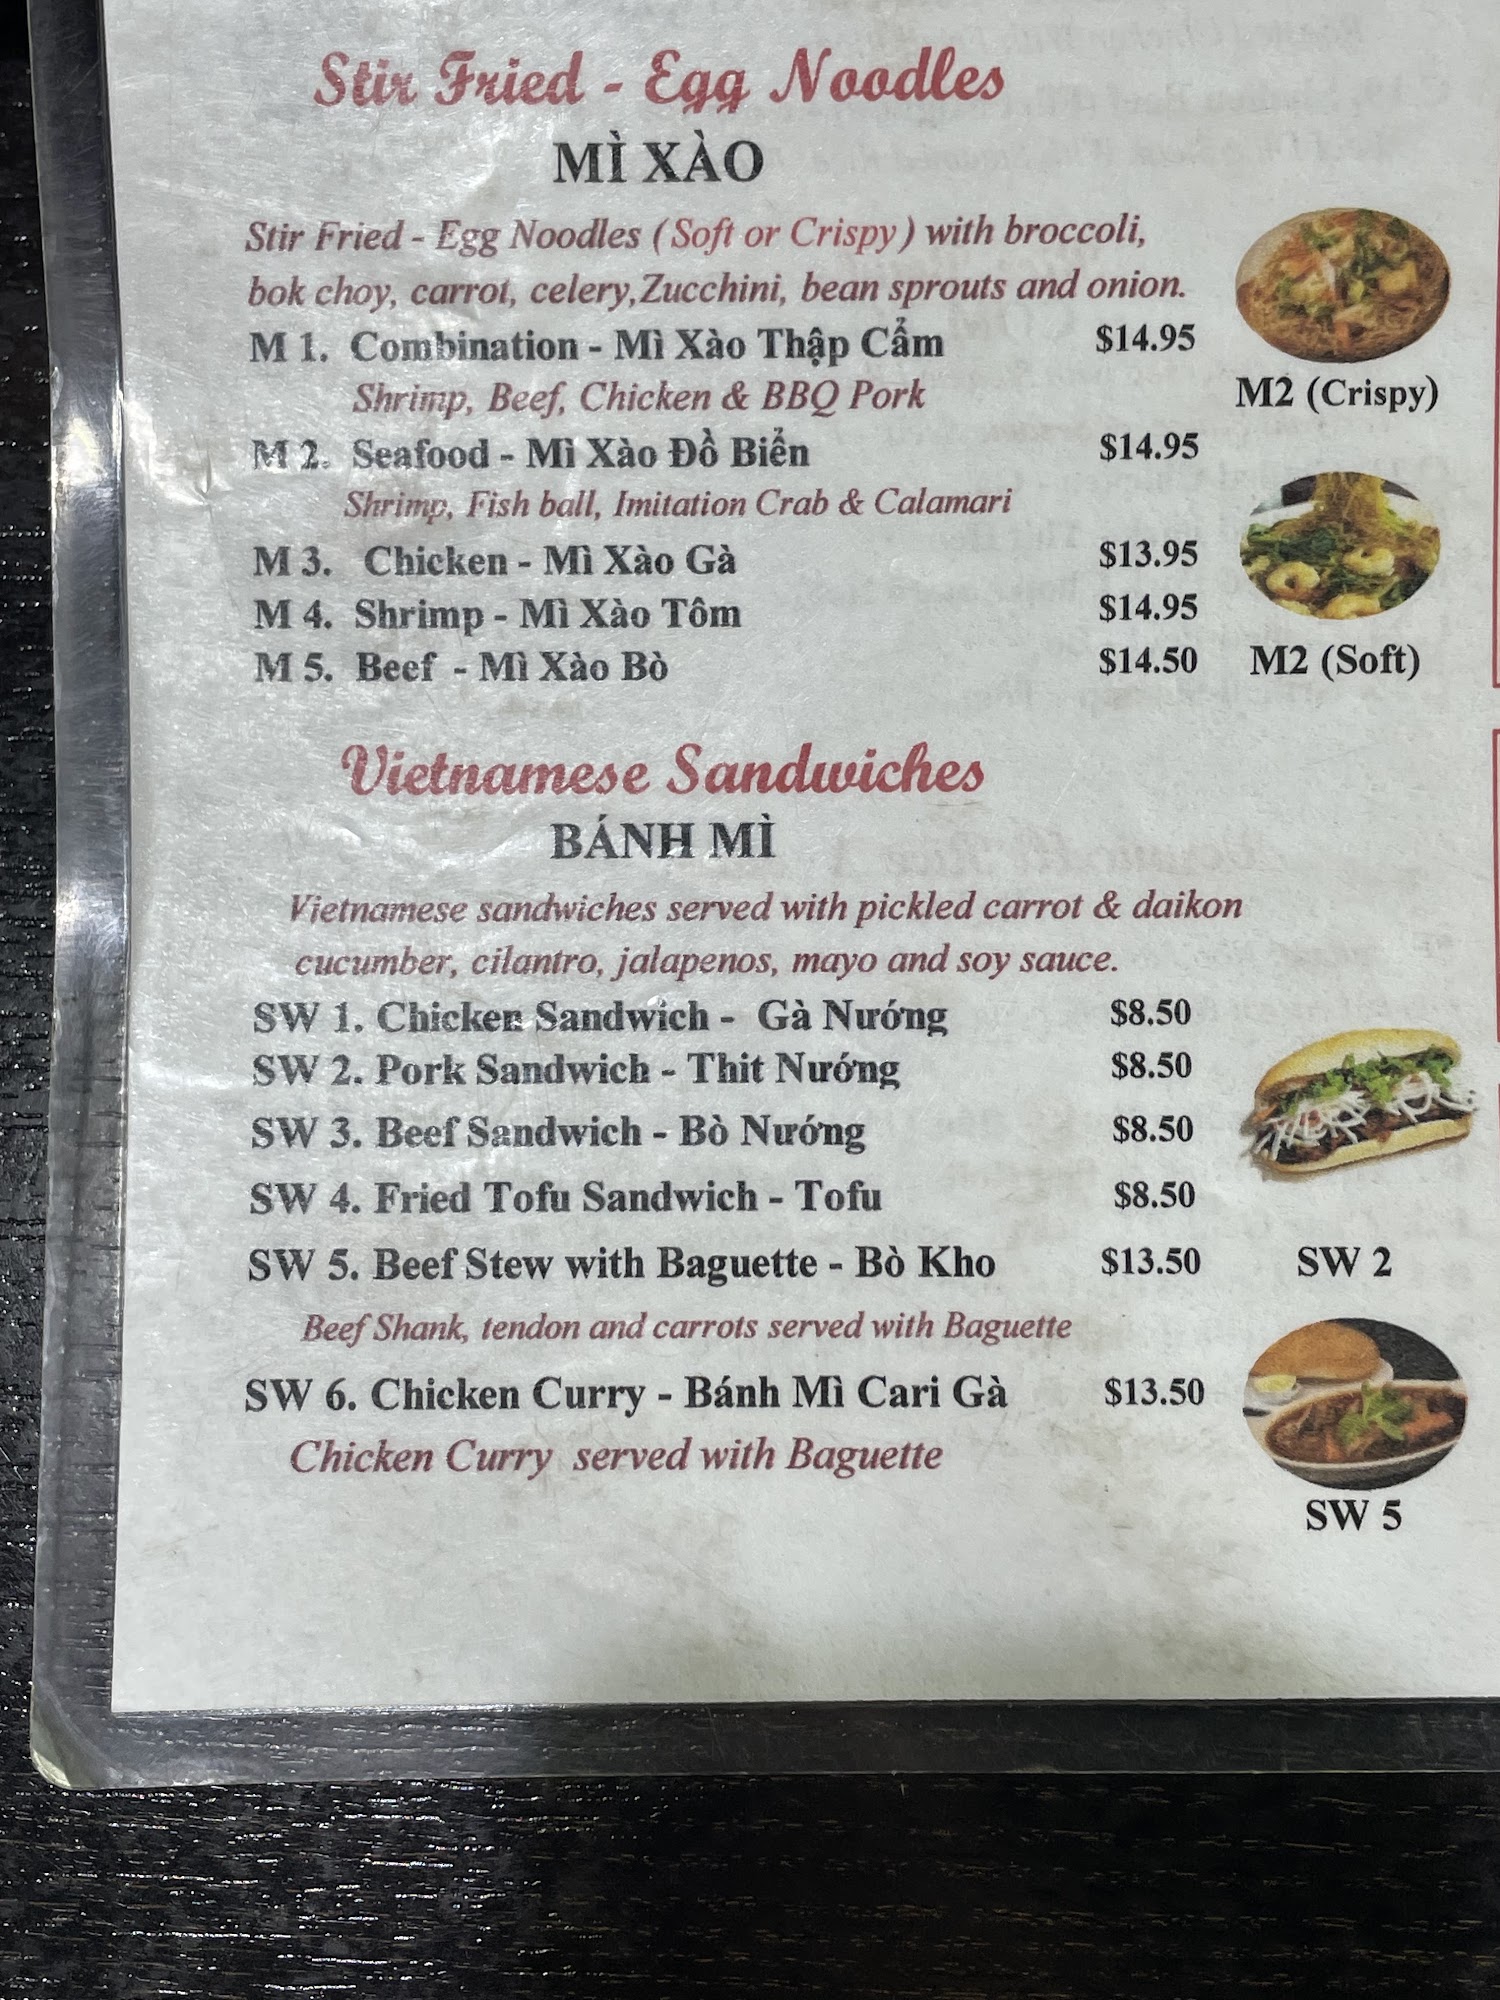 Stir Fried - Egg Noodles
MÌ XÀO
Stir Fried - Egg Noodles (Soft or Crispy) with broccoli,
bok choy, carrot, celery,Zucchini, bean sprouts and onion.
M 1. Combination - Mì Xào Thập Cẩm $14.95
Shrimp, Beef, Chicken & BBQ Pork
M2 (Crispy)
M 2. Seafood - Mì Xào Đồ Biển $14.95
Shrimp, Fish ball, Imitation Crab & Calamari
M 3. Chicken - Mì Xào Gà $13.95
M 4. Shrimp - Mì Xào Tôm $14.95
M 5. Beef - Mì Xào Bò $14.50 M2 (Soft)
Vietnamese Sandwiches
BÁNH MÌ
Vietnamese sandwiches served with pickled carrot & daikon
cucumber, cilantro, jalapenos, mayo and soy sauce.
SW 1. Chicken Sandwich - Gà Nướng $8.50
SW 2. Pork Sandwich - Thit Nướng $8.50
SW 3. Beef Sandwich - Bò Nướng $8.50
SW 4. Fried Tofu Sandwich - Tofu $8.50
SW 5. Beef Stew with Baguette - Bò Kho $13.50 SW 2
Beef Shank, tendon and carrots served with Baguette
SW 6. Chicken Curry - Bánh Mì Cari Gà $13.50
Chicken Curry served with Baguette
SW 5